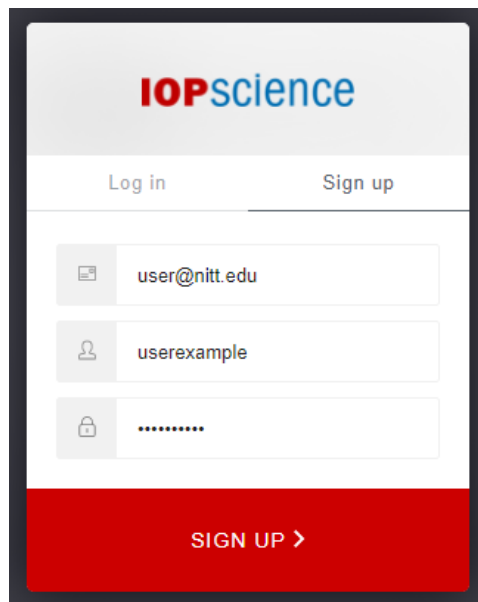 IOPscience
Log in Sign up
user@nitt.edu
userexample
••••••••••
SIGN UP >